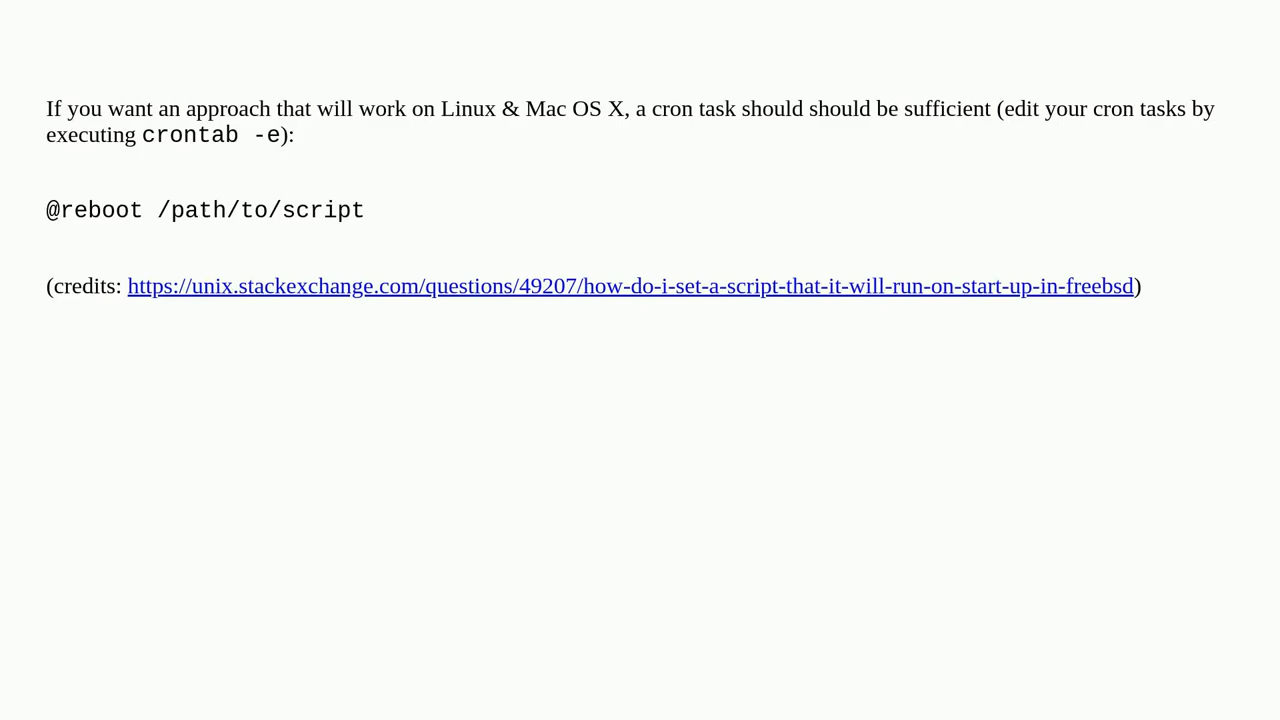 If you want an approach that will work on Linux & Mac OS X, a cron task should should be sufficient (edit your cron tasks by
executing crontab -e):
@reboot /path/to/script
(credits: https://unix.stackexchange.com/questions/49207/how-do-i-set-a-script-that-it-will-run-on-start-up-in-freebsd)